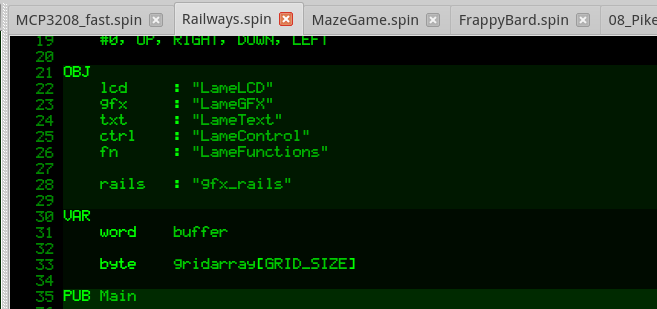 MCP3208_fast.spin Railways.spin MazeGame.spin FrappyBard.spin 08_Pike
19 #0, UP, RIGHT, DOWN, LEFT
20
21 OBJ
22 lcd : "LameLCD"
23 gfx : "LameGFX"
24 txt : "LameText"
25 ctrl : "LameControl"
26 fn : "LameFunctions"
27
28 rails : "gfx_rails"
29
30 VAR
31 word buffer
32
33 byte gridarray[GRID_SIZE]
34
35 PUB Main